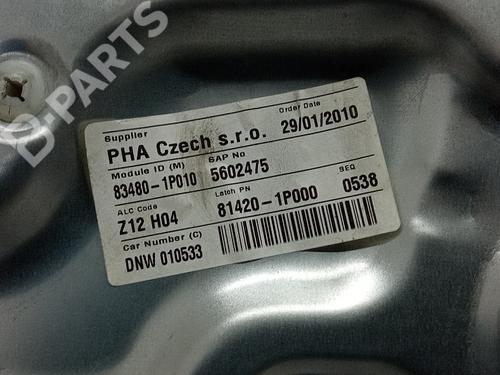 B-PARTS
Supplier
Order Date
PHA Czech s.r.o.
29/01/2010
Module ID (M)
SAP No
83480-1P010
5602475
ALC Code
Latch PN
SEQ
Z12 H04
81420-1P000
0538
Car Number (C)
DNW 010533